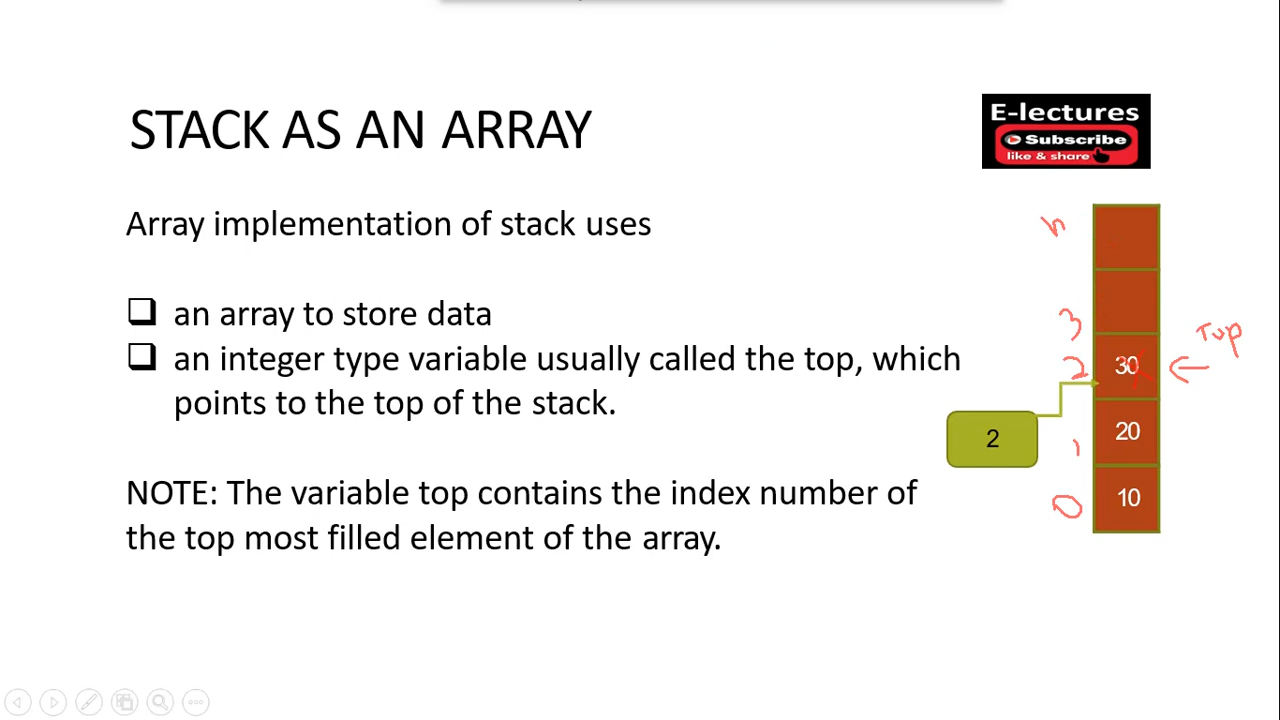 STACK AS AN ARRAY
E-lectures
Subscribe
like & share
Array implementation of stack uses
an array to store data
an integer type variable usually called the top, which
points to the top of the stack.
NOTE: The variable top contains the index number of
the top most filled element of the array.
n
3
Top
2
30
2
1
20
0
10